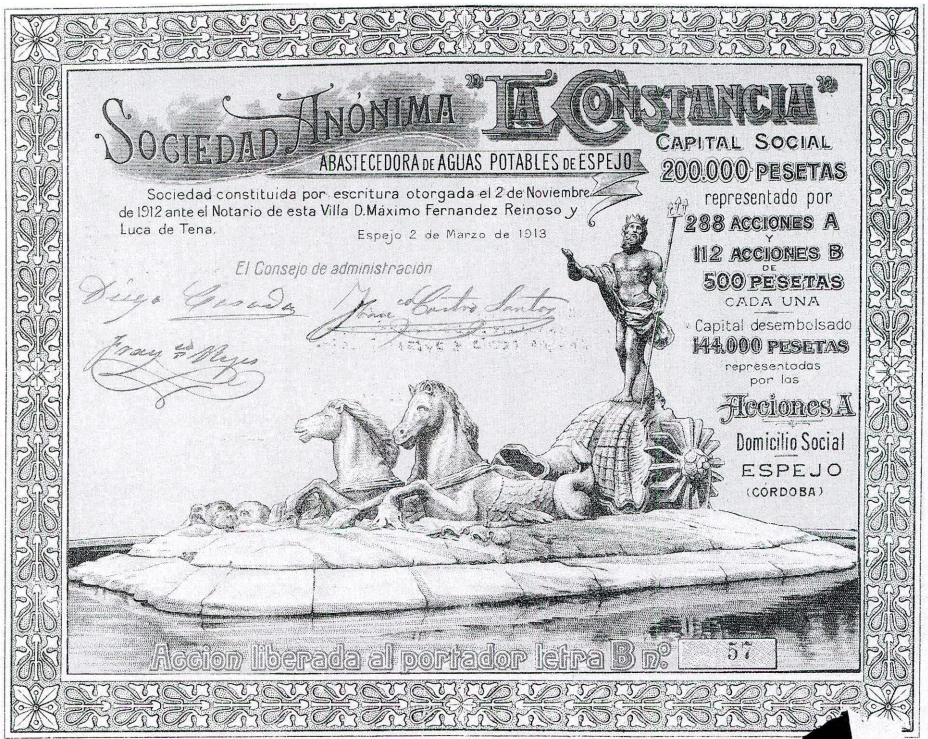 SOCIEDAD ANÓNIMA "LA CONSTANCIA"
ABASTECEDORA DE AGUAS POTABLES DE ESPEJO
Sociedad constituida por escritura otorgada el 2 de Noviembre
de 1912 ante el Notario de esta Villa D. Máximo Fernandez Reinoso y
Luca de Tena.
Espejo 2 de Marzo de 1913
El Consejo de administración
Diego
Castro Santos
Reyes
CAPITAL SOCIAL
200.000 PESETAS
representado por
288 ACCIONES A
Y
112 ACCIONES B
DE
500 PESETAS
CADA UNA
Capital desembolsado
144.000 PESETAS
representadas
por las
Acciones A
Domicilio Social
ESPEJO
(CÓRDOBA)
Accion liberada al portador letra B nº 57